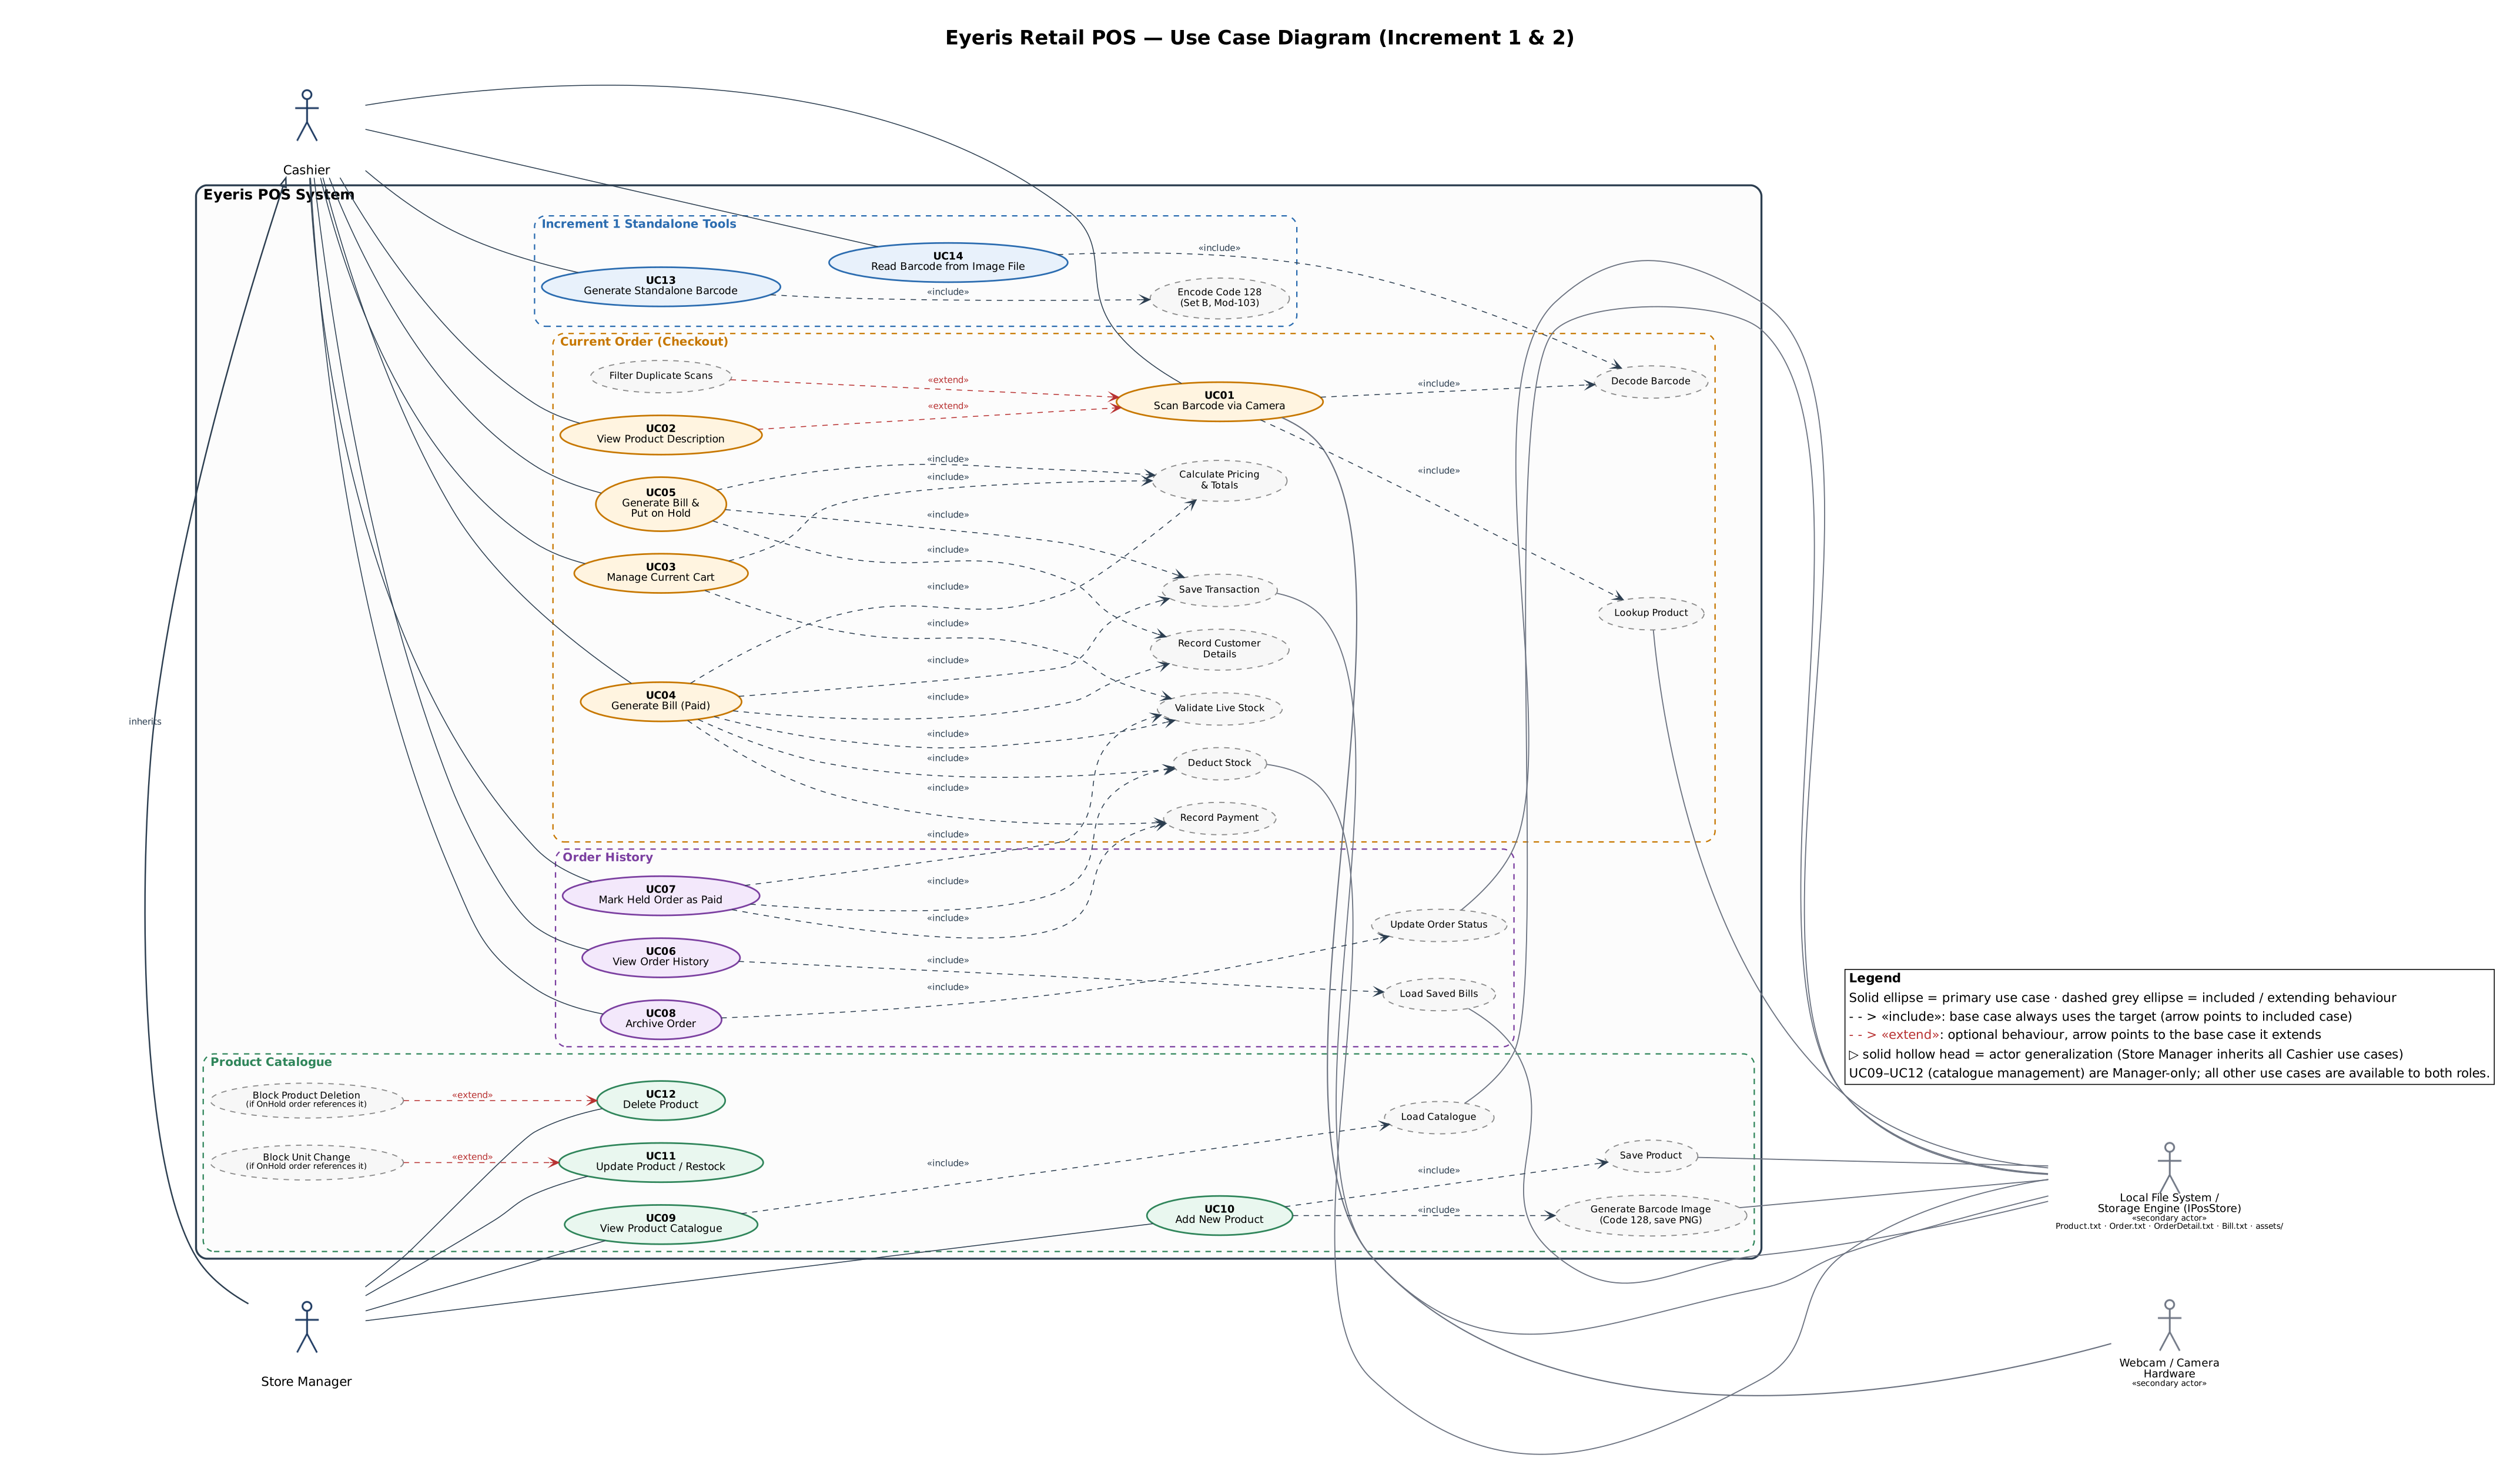 Eyeris Retail POS — Use Case Diagram (Increment 1 & 2)
Cashier
Eyeris POS System
Increment 1 Standalone Tools
UC14
Read Barcode from Image File
«include»
UC13
Generate Standalone Barcode
«include»
Encode Code 128
(Set B, Mod-103)
Current Order (Checkout)
Filter Duplicate Scans
«extend»
UC01
Scan Barcode via Camera
«include»
Decode Barcode
«extend»
UC02
View Product Description
«include»
«include»
Calculate Pricing
& Totals
«include»
UC05
Generate Bill &
Put on Hold
«include»
«include»
UC03
Manage Current Cart
«include»
Save Transaction
Lookup Product
«include»
Record Customer
Details
«include»
UC04
Generate Bill (Paid)
«include»
Validate Live Stock
inherits
«include»
«include»
Deduct Stock
«include»
Record Payment
«include»
Order History
UC07
Mark Held Order as Paid
«include»
«include»
Update Order Status
UC06
View Order History
«include»
«include»
Load Saved Bills
UC08
Archive Order
Legend
Solid ellipse = primary use case · dashed grey ellipse = included / extending behaviour
- - > «include»: base case always uses the target (arrow points to included case)
- - > «extend»: optional behaviour, arrow points to the base case it extends
▷ solid hollow head = actor generalization (Store Manager inherits all Cashier use cases)
UC09–UC12 (catalogue management) are Manager-only; all other use cases are available to both roles.
Product Catalogue
Block Product Deletion
(if OnHold order references it)
«extend»
UC12
Delete Product
Load Catalogue
Block Unit Change
(if OnHold order references it)
«extend»
UC11
Update Product / Restock
«include»
«include»
Save Product
UC09
View Product Catalogue
UC10
Add New Product
«include»
Generate Barcode Image
(Code 128, save PNG)
Local File System /
Storage Engine (IPosStore)
«secondary actor»
Product.txt · Order.txt · OrderDetail.txt · Bill.txt · assets/
Store Manager
Webcam / Camera
Hardware
«secondary actor»